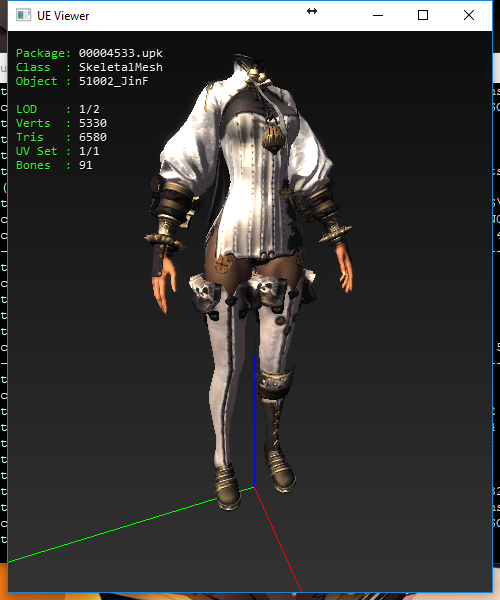 UE Viewer
Package: 00004533.upk
Class : SkeletalMesh
Object : 51002_JinF
LOD : 1/2
Verts : 5330
Tris : 6580
UV Set : 1/1
Bones : 91